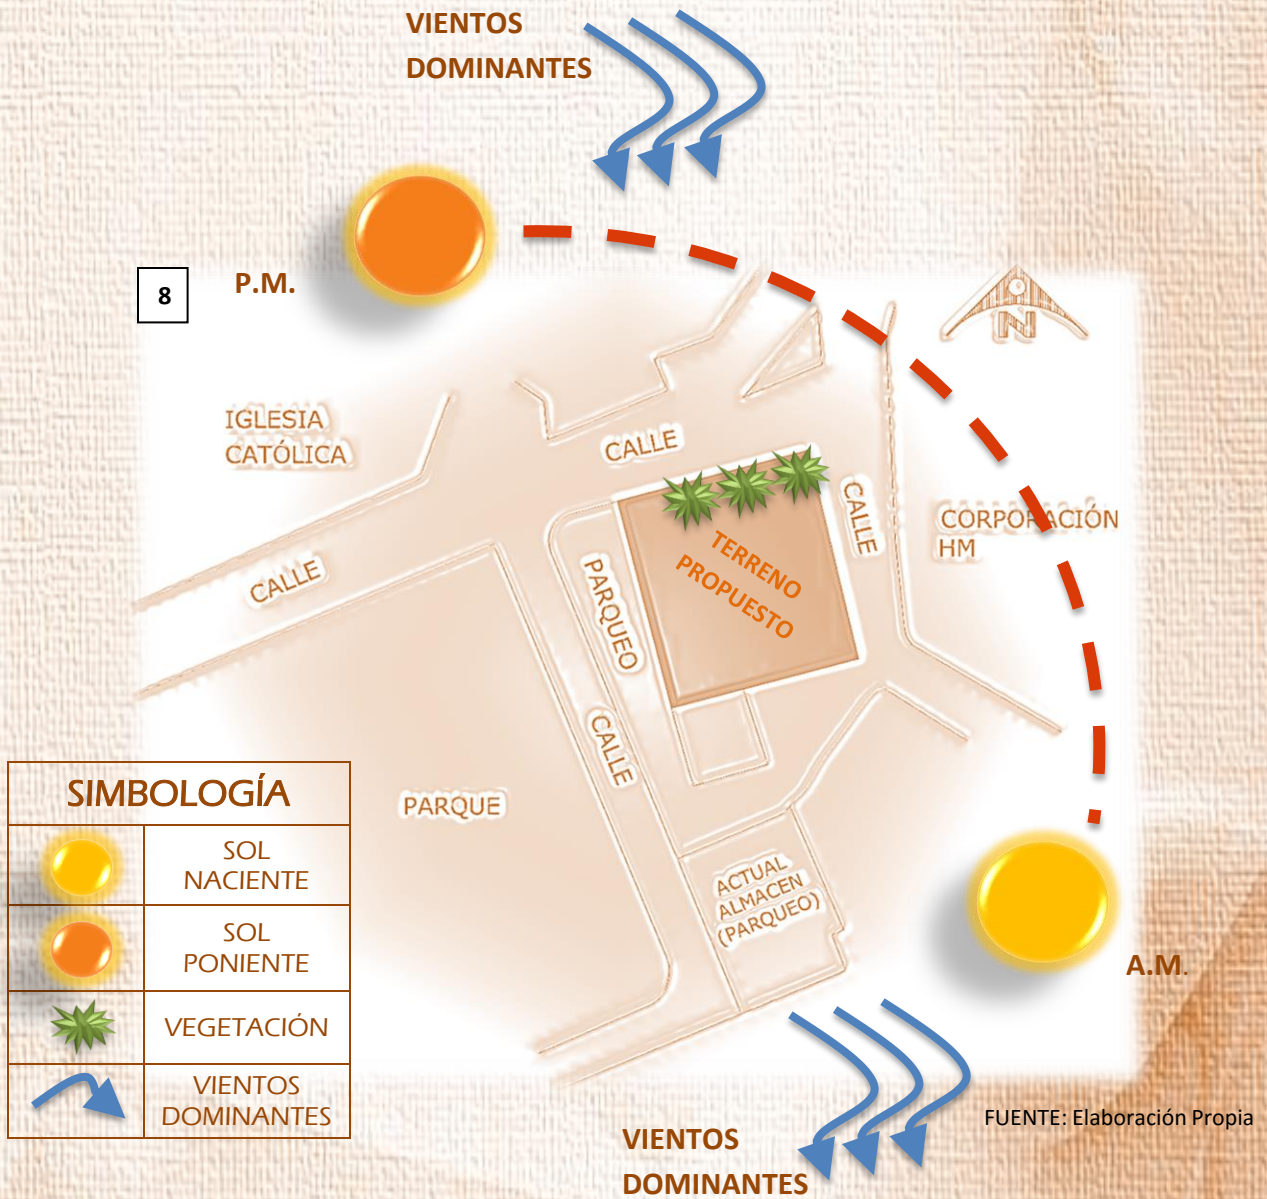 VIENTOS
DOMINANTES
P.M.
8
N
IGLESIA
CATÓLICA
CALLE
CALLE
CALLE
CORPORACIÓN
HM
TERRENO
PROPUESTO
PARQUEO
CALLE
PARQUE
ACTUAL
ALMACEN
(PARQUEO)
A.M.
SIMBOLOGÍA
SOL
NACIENTE
SOL
PONIENTE
VEGETACIÓN
VIENTOS
DOMINANTES
VIENTOS
DOMINANTES
FUENTE: Elaboración Propia